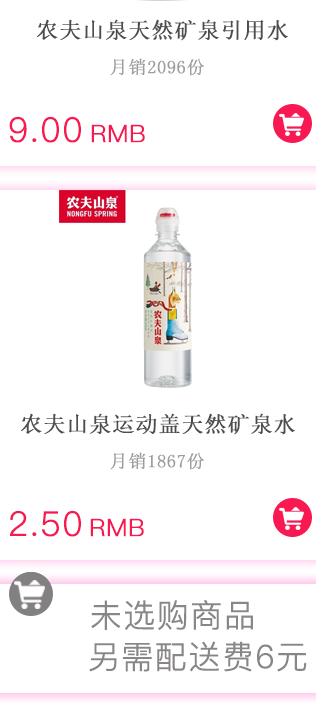 农夫山泉天然矿泉引用水
月销2096份
9.00 RMB
农夫山泉
NONGFU SPRING
农夫山泉
农夫山泉运动盖天然矿泉水
月销1867份
2.50 RMB
未选购商品
另需配送费6元